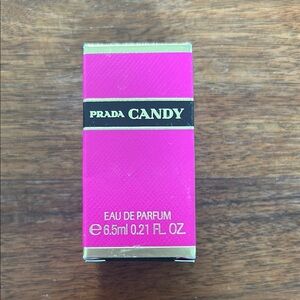 PRADA CANDY
EAU DE PARFUM
℮ 6.5ml 0.21 FL. OZ.